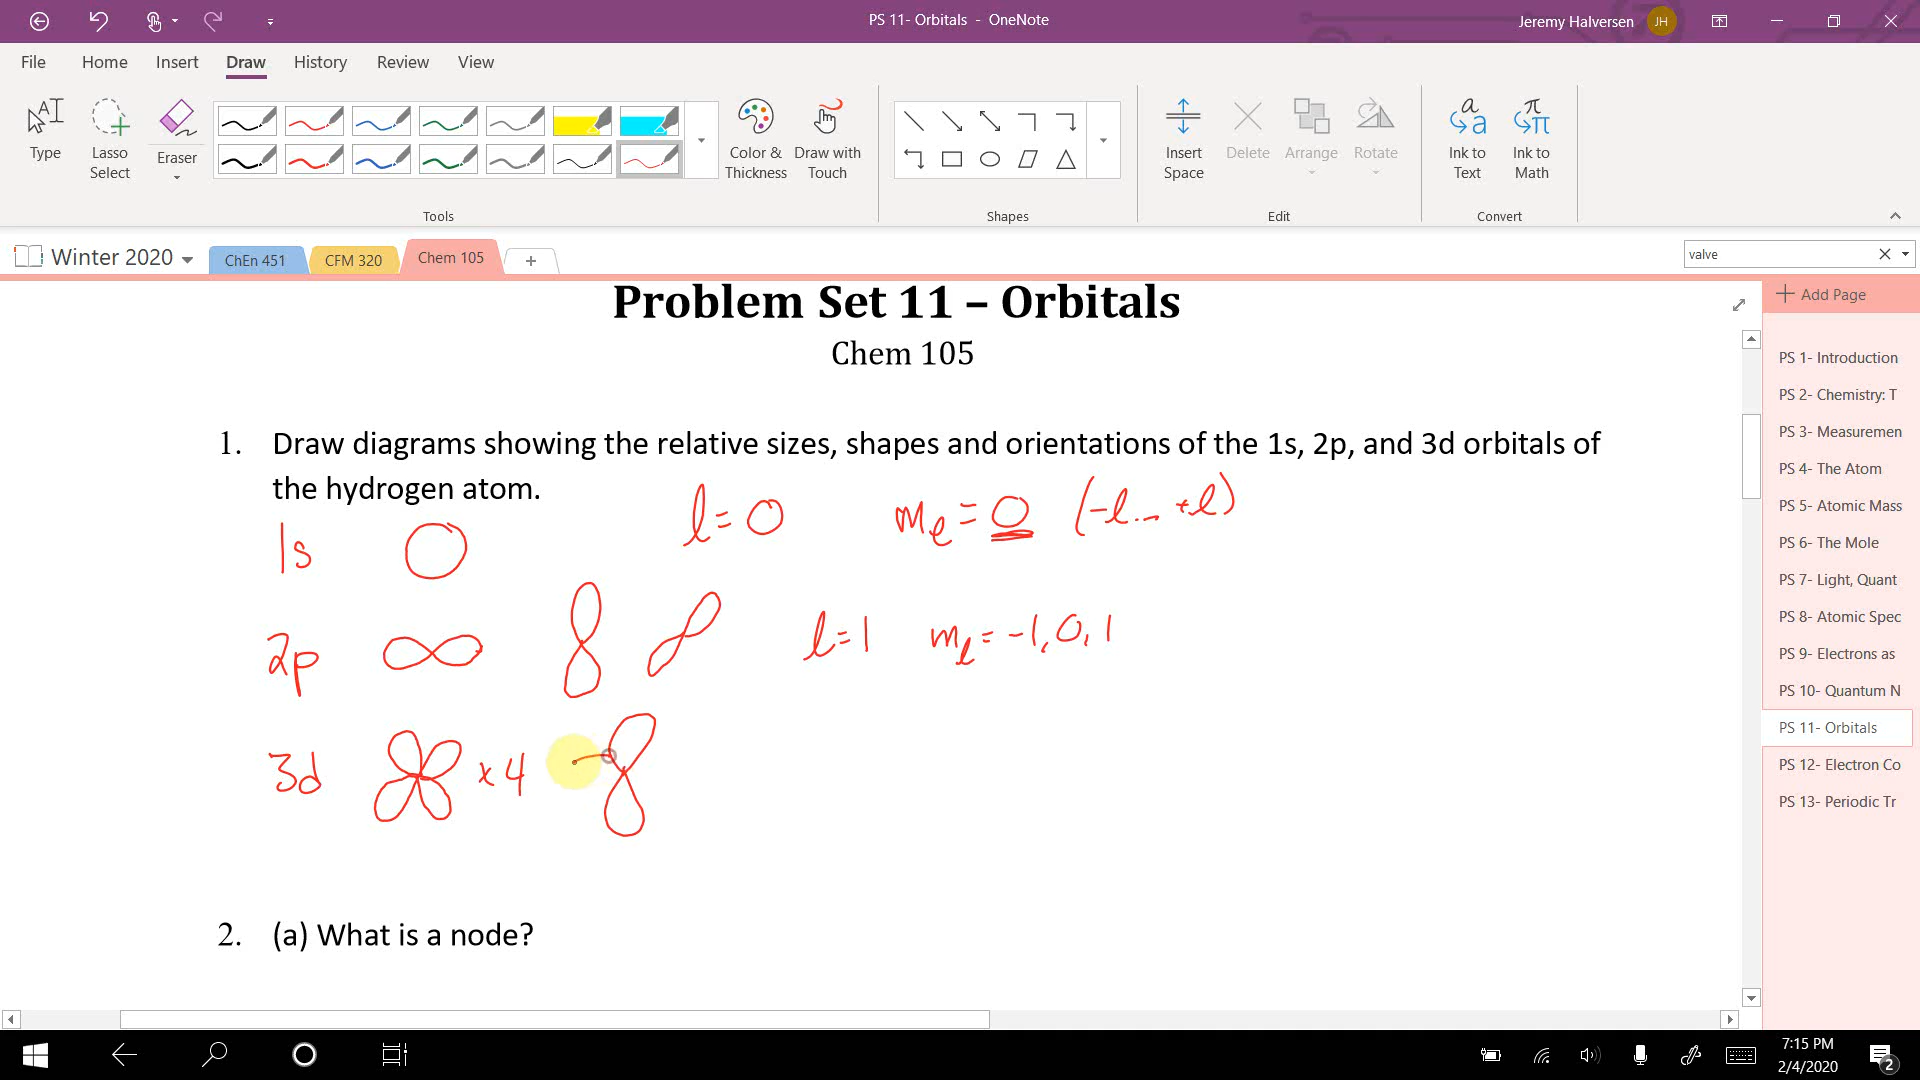 PS 11- Orbitals - OneNote
Jeremy Halversen JH
File Home Insert Draw History Review View
Type
Lasso Select
Eraser
Color & Thickness
Draw with Touch
Insert Space
Delete
Arrange
Rotate
Ink to Text
Ink to Math
Tools
Shapes
Edit
Convert
Winter 2020
ChEn 451
CFM 320
Chem 105
valve
Add Page
Problem Set 11 – Orbitals
Chem 105
1. Draw diagrams showing the relative sizes, shapes and orientations of the 1s, 2p, and 3d orbitals of
the hydrogen atom.
l = 0 mℓ = 0 (-l... +l)
1s
2p
l = 1 mℓ = -1, 0, 1
3d x 4
2. (a) What is a node?
PS 1- Introduction
PS 2- Chemistry: T
PS 3- Measuremen
PS 4- The Atom
PS 5- Atomic Mass
PS 6- The Mole
PS 7- Light, Quant
PS 8- Atomic Spec
PS 9- Electrons as
PS 10- Quantum N
PS 11- Orbitals
PS 12- Electron Co
PS 13- Periodic Tr
7:15 PM
2/4/2020
2